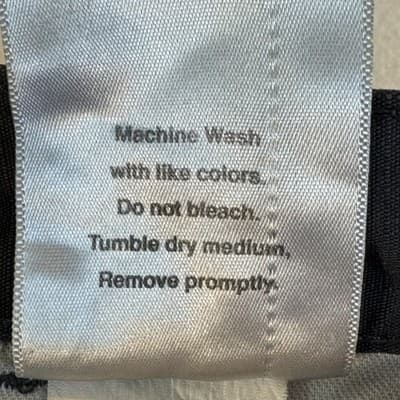 Machine Wash
with like colors.
Do not bleach.
Tumble dry medium,
Remove promptly.